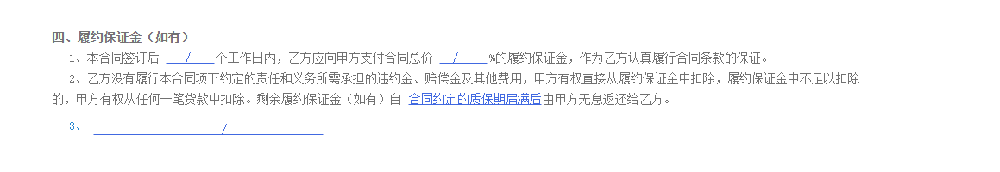 四、履约保证金（如有）
1、本合同签订后 ___/____个工作日内，乙方应向甲方支付合同总价 __/_____%的履约保证金，作为乙方认真履行合同条款的保证。
2、乙方没有履行本合同项下约定的责任和义务所需承担的违约金、赔偿金及其他费用，甲方有权直接从履约保证金中扣除，履约保证金中不足以扣除
的，甲方有权从任何一笔货款中扣除。剩余履约保证金（如有）自 合同约定的质保期届满后由甲方无息返还给乙方。
3、 ____________________/_______________